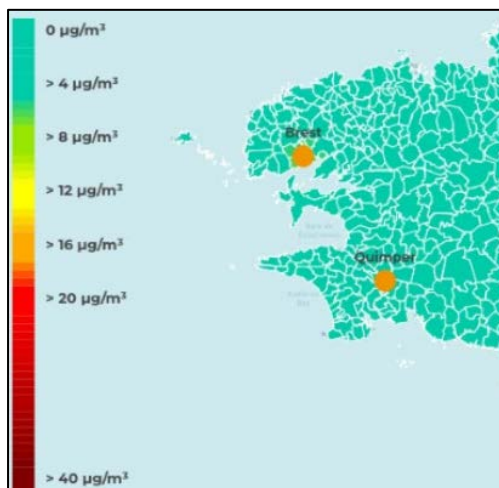 0 µg/m³
> 4 µg/m³
> 8 µg/m³
> 12 µg/m³
> 16 µg/m³
> 20 µg/m³
> 40 µg/m³
Brest
Quimper